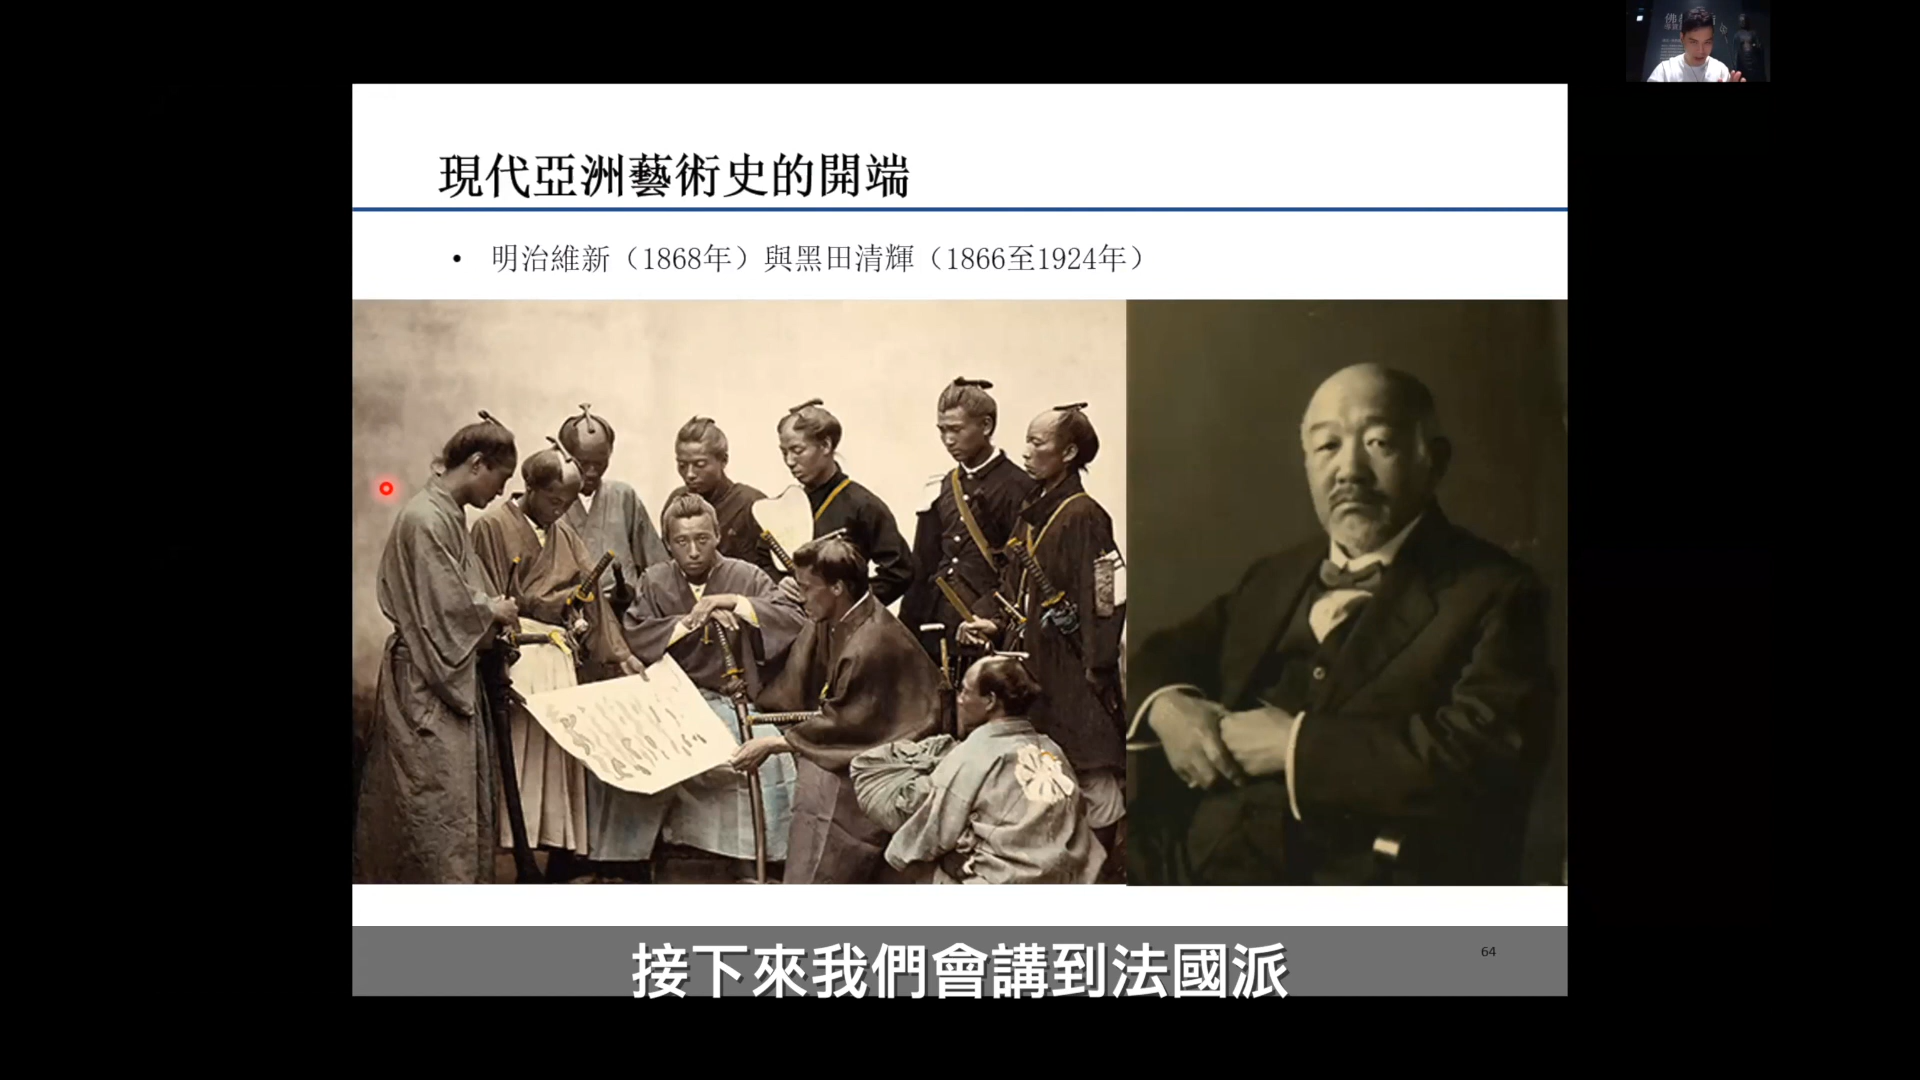 現代亞洲藝術史的開端
• 明治維新（1868年）與黑田清輝（1866至1924年）
接下來我們會講到法國派
64